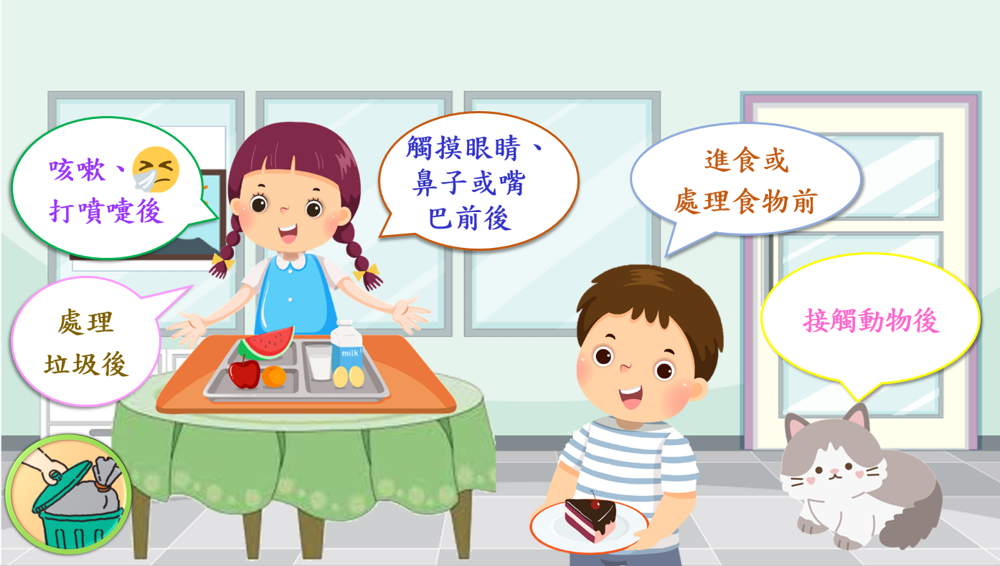 咳嗽、
打噴嚏後
觸摸眼睛、
鼻子或嘴
巴前後
進食或
處理食物前
處理
垃圾後
接觸動物後
milk